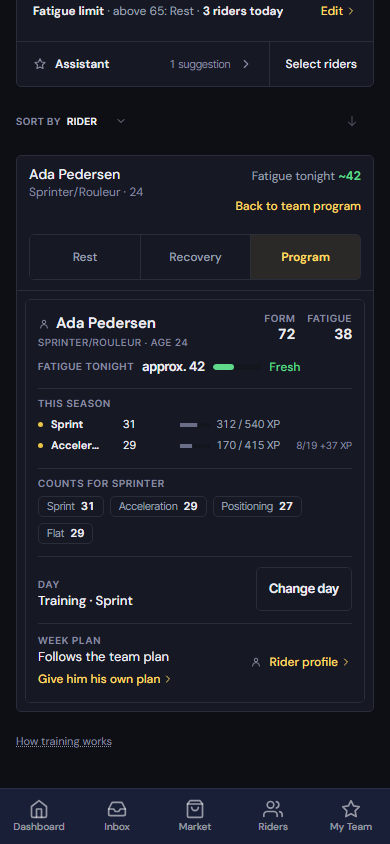 Fatigue limit · above 65: Rest · 3 riders today Edit >
Assistant 1 suggestion > Select riders
SORT BY RIDER
Ada Pedersen Fatigue tonight ~42
Sprinter/Rouleur · 24
Back to team program
Rest Recovery Program
Ada Pedersen FORM FATIGUE
72 38
SPRINTER/ROULEUR · AGE 24
FATIGUE TONIGHT approx. 42 Fresh
THIS SEASON
Sprint 31 312 / 540 XP
Acceler... 29 170 / 415 XP 8/19 +37 XP
COUNTS FOR SPRINTER
Sprint 31 Acceleration 29 Positioning 27
Flat 29
DAY
Training · Sprint Change day
WEEK PLAN
Follows the team plan
Rider profile >
Give him his own plan >
How training works
Dashboard Inbox Market Riders My Team